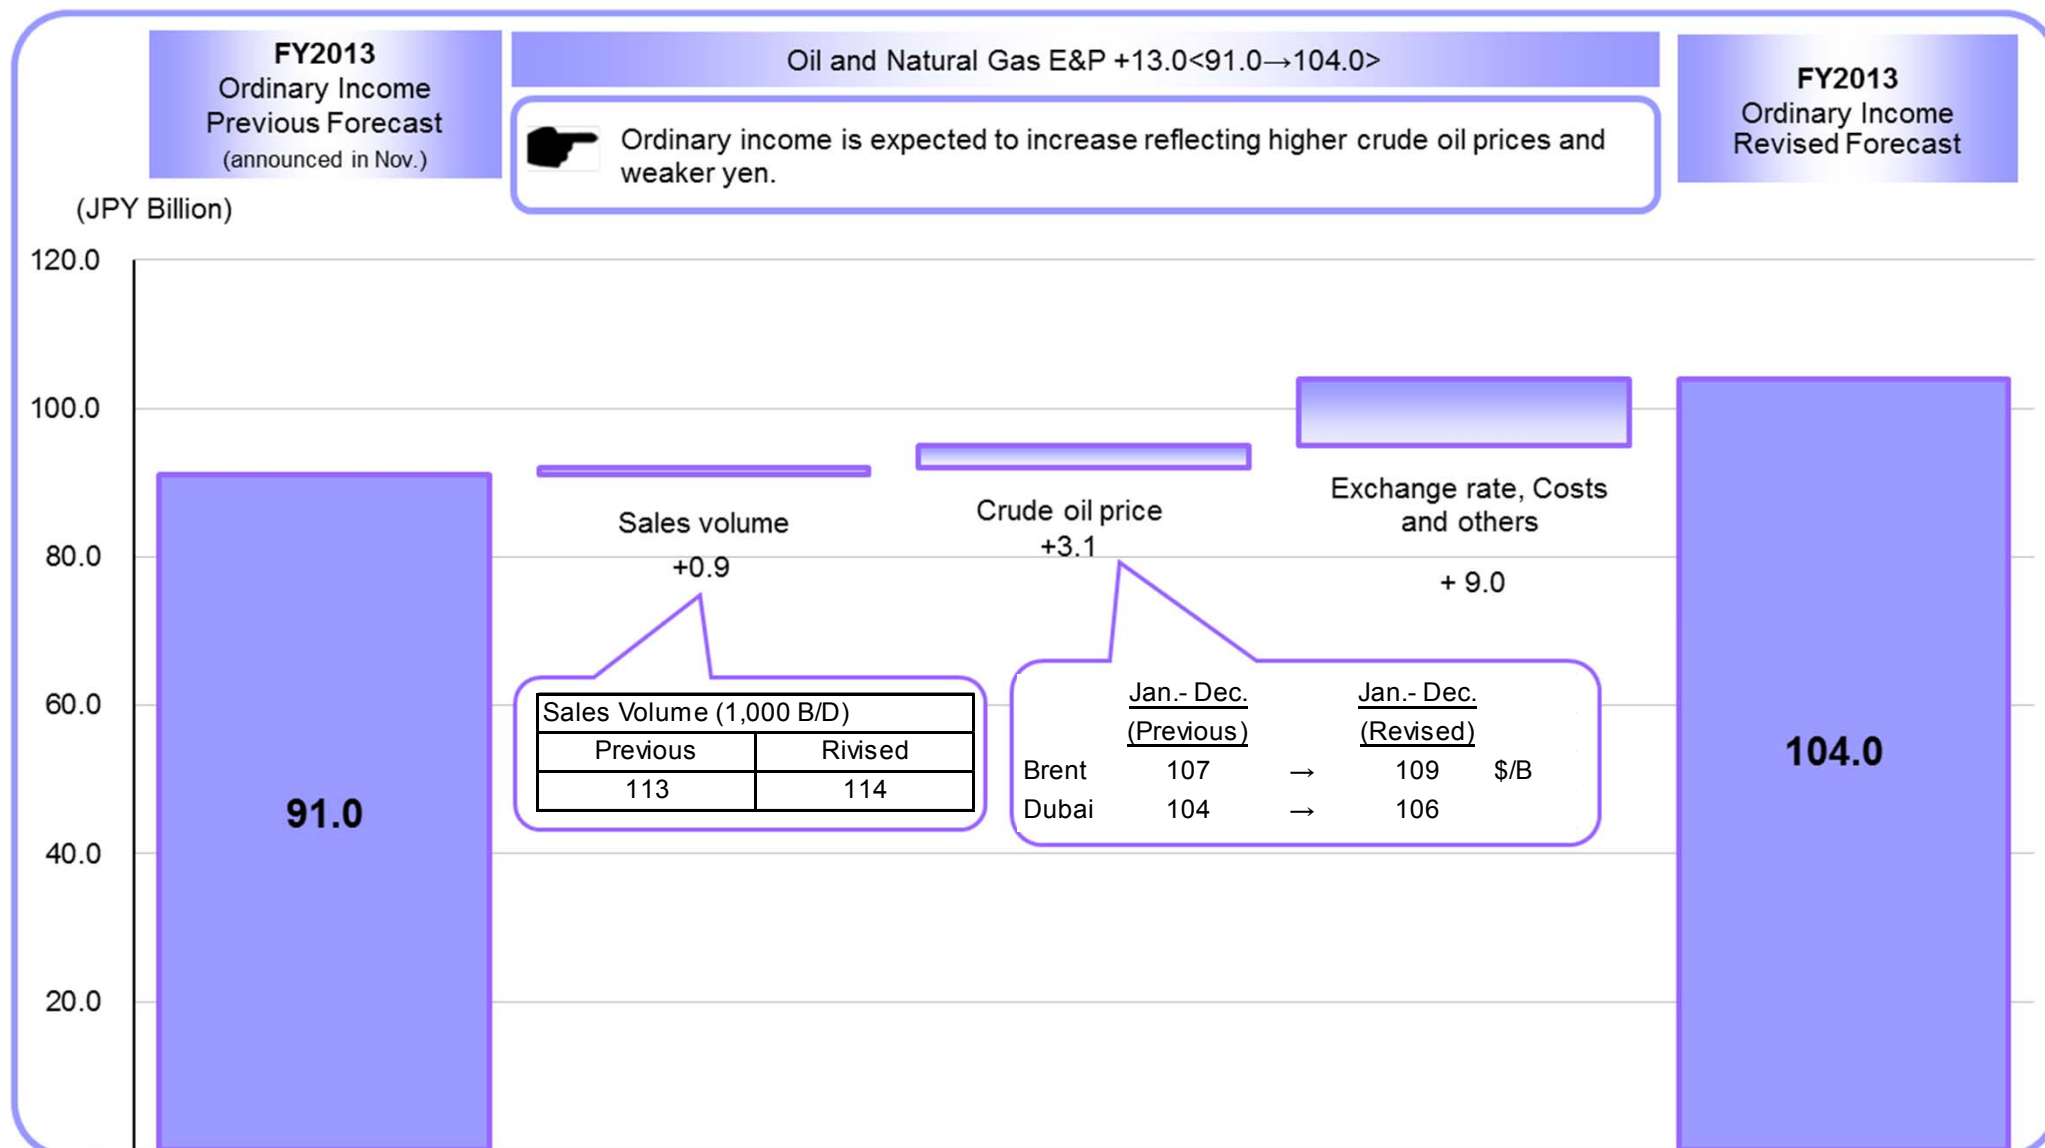 FY2013
Ordinary Income
Previous Forecast
(announced in Nov.)
Oil and Natural Gas E&P +13.0<91.0→104.0>
Ordinary income is expected to increase reflecting higher crude oil prices and
weaker yen.
FY2013
Ordinary Income
Revised Forecast
(JPY Billion)
120.0
100.0
80.0
60.0
40.0
20.0
91.0
Sales volume
+0.9
Crude oil price
+3.1
Exchange rate, Costs
and others
+ 9.0
104.0
Sales Volume (1,000 B/D)
Previous Rivised
113 114
Jan.- Dec. Jan.- Dec.
(Previous) (Revised)
Brent 107 → 109 $/B
Dubai 104 → 106